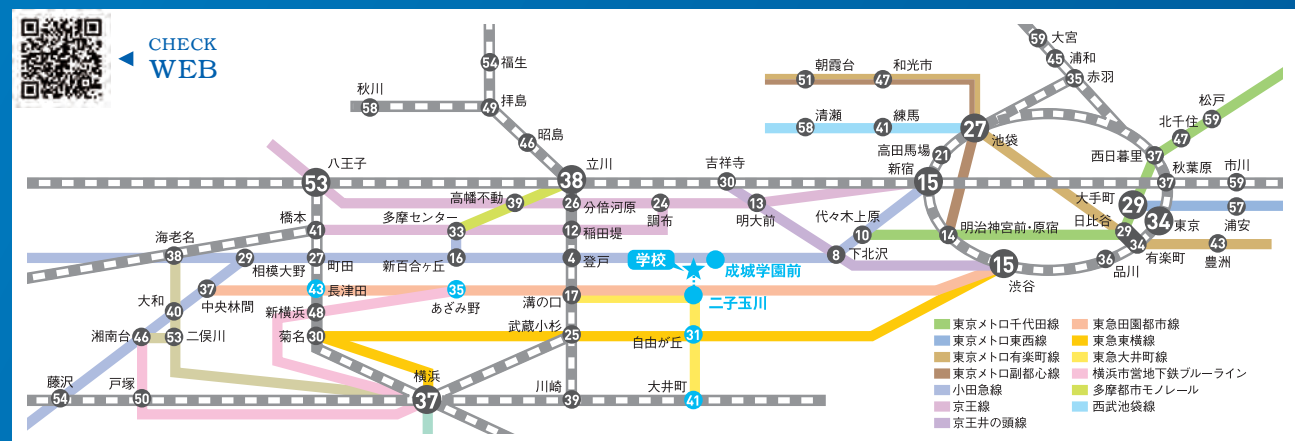 CHECK
WEB
59 大宮
45 浦和
35 赤羽
54 福生
朝霞台 51
和光市 47
秋川 58
49 拝島
松戸 59
北千住 47
清瀬 58
練馬 41
27 池袋
46 昭島
高田馬場 21
西日暮里 37
八王子 53
立川 38
吉祥寺 30
新宿 15
秋葉原 37
市川 59
高幡不動 39
26 分倍河原
24 調布
13 明大前
大手町 29
34 東京
57 浦安
橋本 41
多摩センター 33
12 稲田堤
代々木上原 10
14 明治神宮前・原宿
日比谷 29
34 有楽町
43 豊洲
海老名 38
29 相模大野
27 町田
16 新百合ヶ丘
4 登戸
学校
成城学園前
8 下北沢
15 渋谷
36 品川
37 中央林間
43 長津田
35 あざみ野
溝の口 17
二子玉川
大和 40
新横浜 48
湘南台 46
53 二俣川
菊名 30
武蔵小杉 25
自由が丘 31
藤沢 54
戸塚 50
横浜 37
川崎 39
大井町 41
東京メトロ千代田線
東京メトロ東西線
東京メトロ有楽町線
東京メトロ副都心線
小田急線
京王線
京王井の頭線
東急田園都市線
東急東横線
東急大井町線
横浜市営地下鉄ブルーライン
多摩都市モノレール
西武池袋線